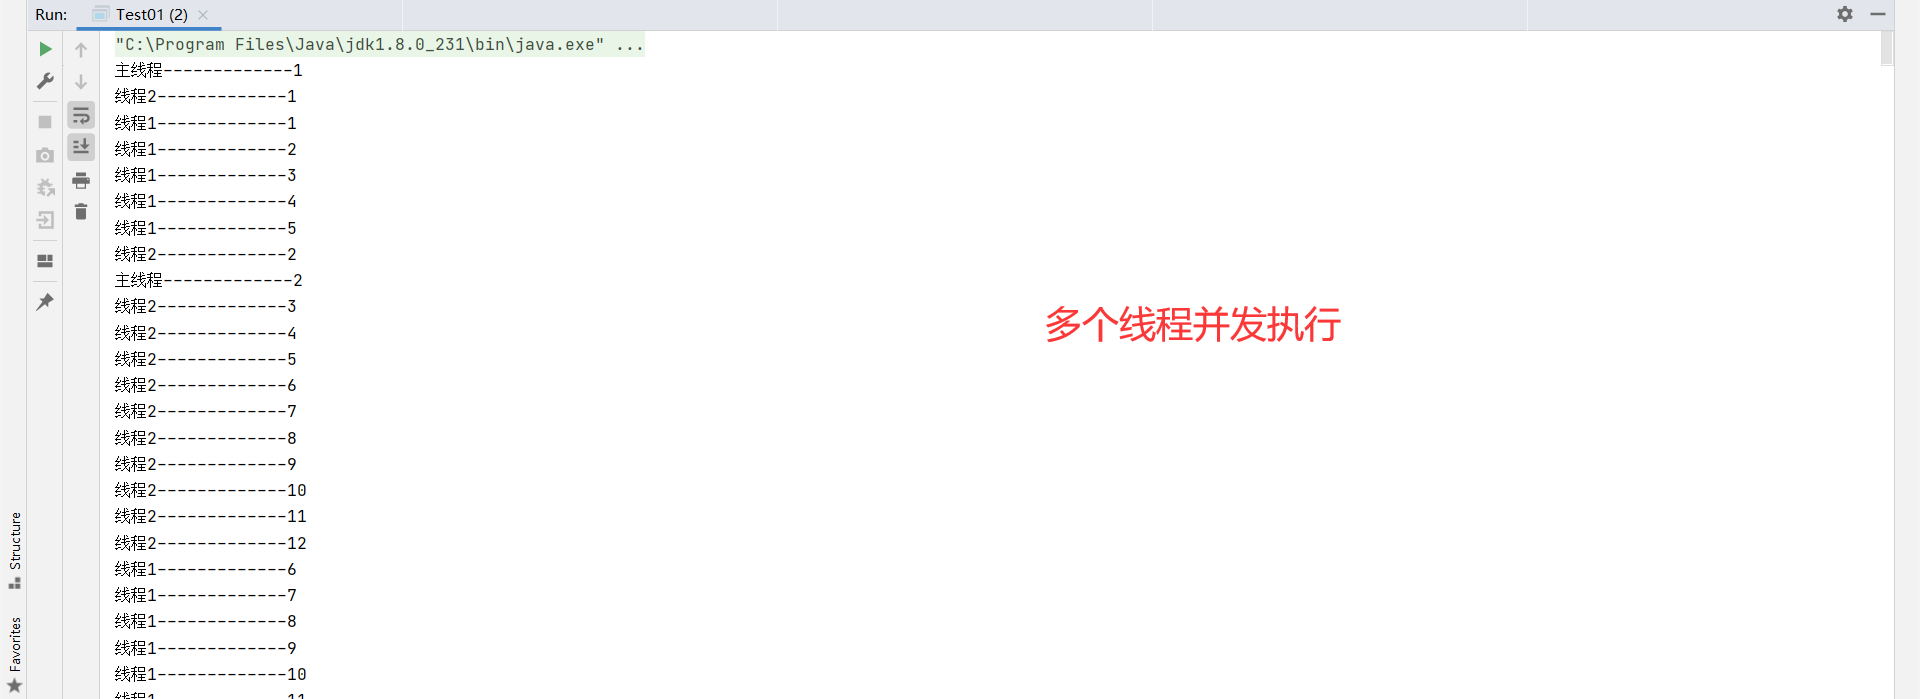 Run: Test01 (2)
"C:\Program Files\Java\jdk1.8.0_231\bin\java.exe" ...
主线程-------------1
线程2-------------1
线程1-------------1
线程1-------------2
线程1-------------3
线程1-------------4
线程1-------------5
线程2-------------2
主线程-------------2
线程2-------------3
线程2-------------4
线程2-------------5
线程2-------------6
线程2-------------7
线程2-------------8
线程2-------------9
线程2-------------10
线程2-------------11
线程2-------------12
线程1-------------6
线程1-------------7
线程1-------------8
线程1-------------9
线程1-------------10
线程1-------------11
多个线程并发执行
Structure
Favorites